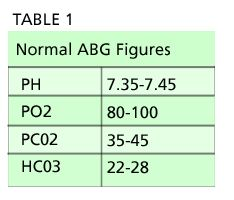 TABLE 1
Normal ABG Figures
PH 7.35-7.45
PO2 80-100
PC02 35-45
HC03 22-28